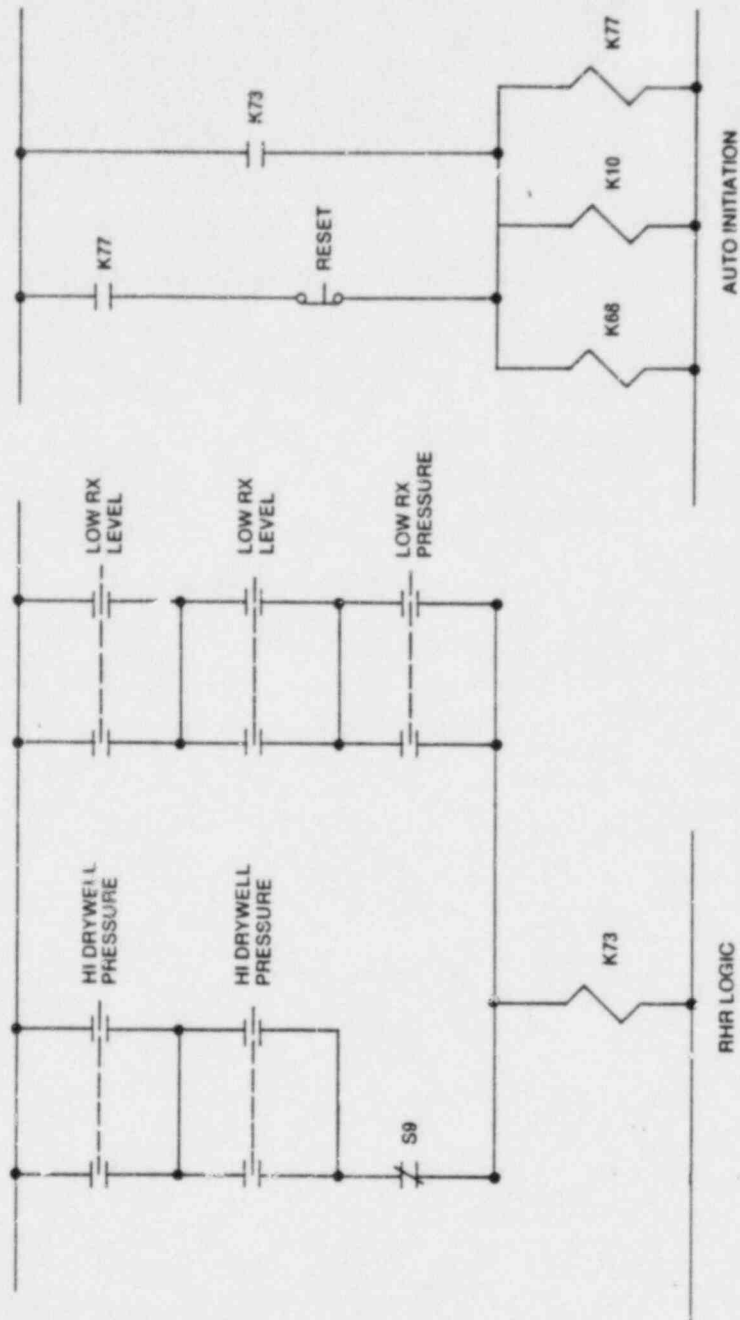 HI DRYWELL
PRESSURE
HI DRYWELL
PRESSURE
S9
K73
RHR LOGIC
LOW RX
LEVEL
LOW RX
LEVEL
LOW RX
PRESSURE
K77
RESET
K73
K68
K10
K77
AUTO INITIATION